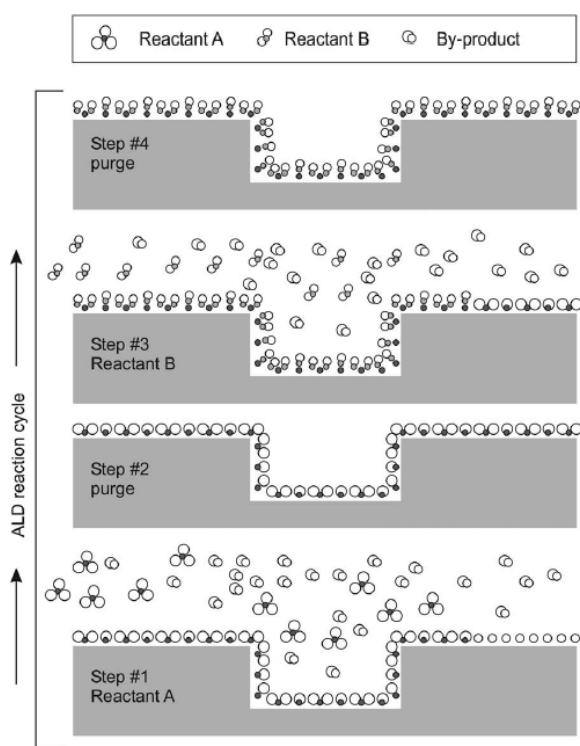 Reactant A Reactant B By-product
Step #4
purge
Step #3
Reactant B
Step #2
purge
Step #1
Reactant A
ALD reaction cycle